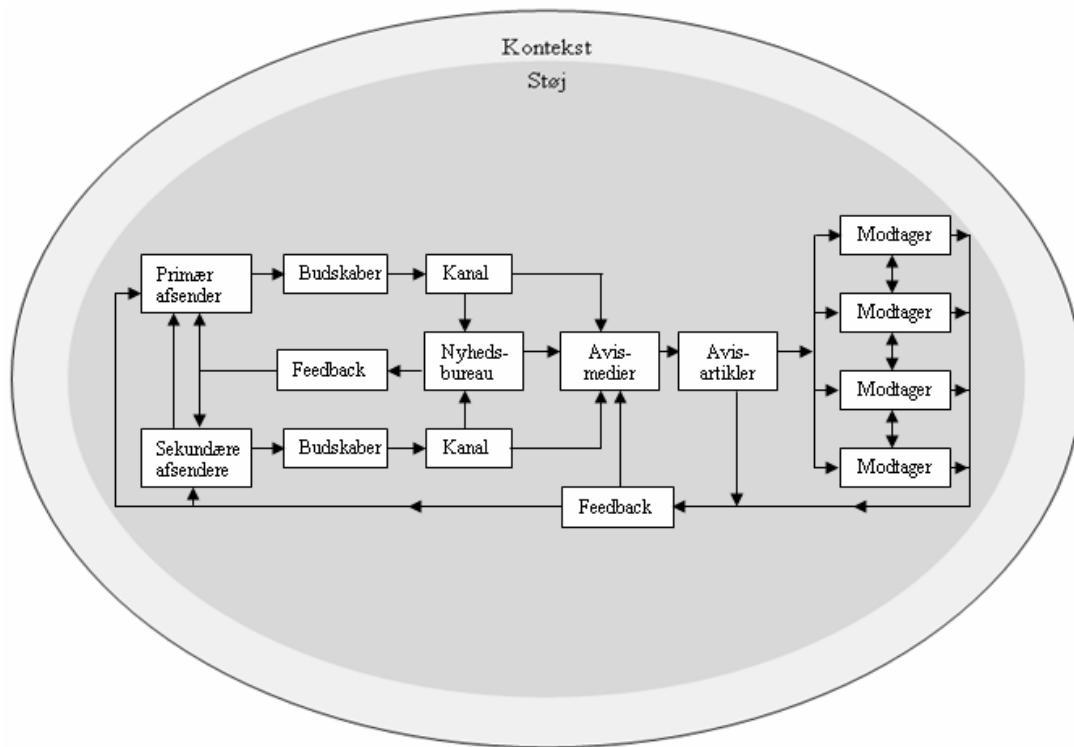 Kontekst
Støj
Primær
afsender
Budskaber
Kanal
Nyheds-
bureau
Feedback
Sekundære
afsendere
Budskaber
Kanal
Avis-
medier
Avis-
artikler
Feedback
Modtager
Modtager
Modtager
Modtager